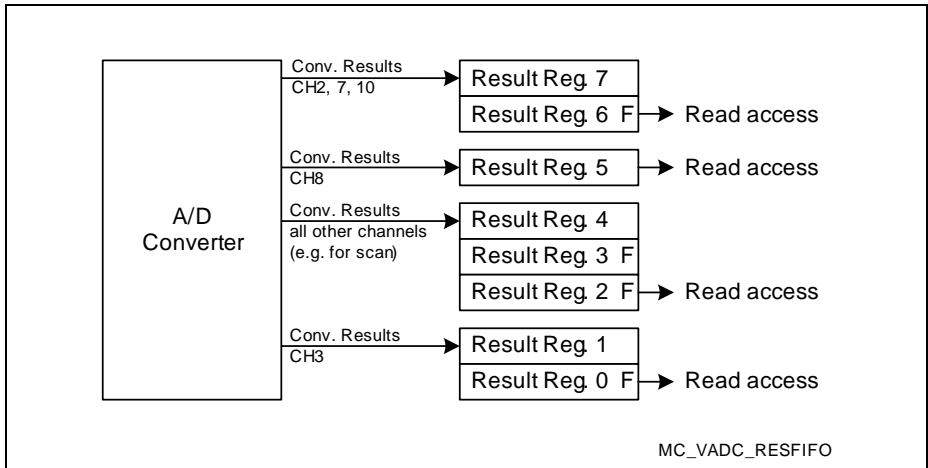 A/D
Converter
Conv. Results
CH2, 7, 10
Result Reg. 7
Result Reg. 6 F
Read access
Conv. Results
CH8
Result Reg. 5
Read access
Conv. Results
all other channels
(e.g. for scan)
Result Reg. 4
Result Reg. 3 F
Result Reg. 2 F
Read access
Conv. Results
CH3
Result Reg. 1
Result Reg. 0 F
Read access
MC_VADC_RESFIFO